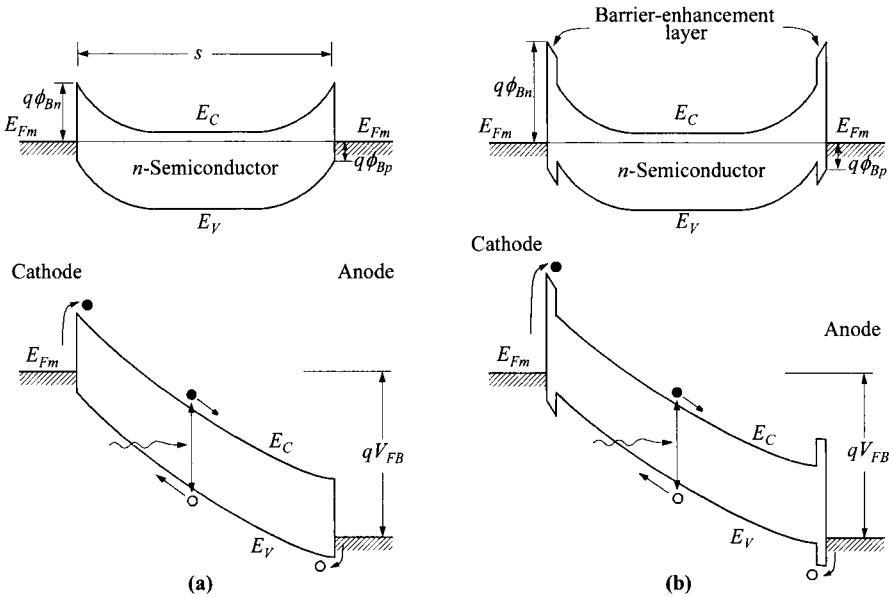 s
qϕBn
EC
EFm
EFm
n-Semiconductor
qϕBp
EV
Cathode
Anode
EFm
EC
qVFB
EV
(a)
(b)
Barrier-enhancement
layer
qϕBn
EC
EFm
EFm
n-Semiconductor
qϕBp
EV
Cathode
Anode
EFm
EC
qVFB
EV
(b)